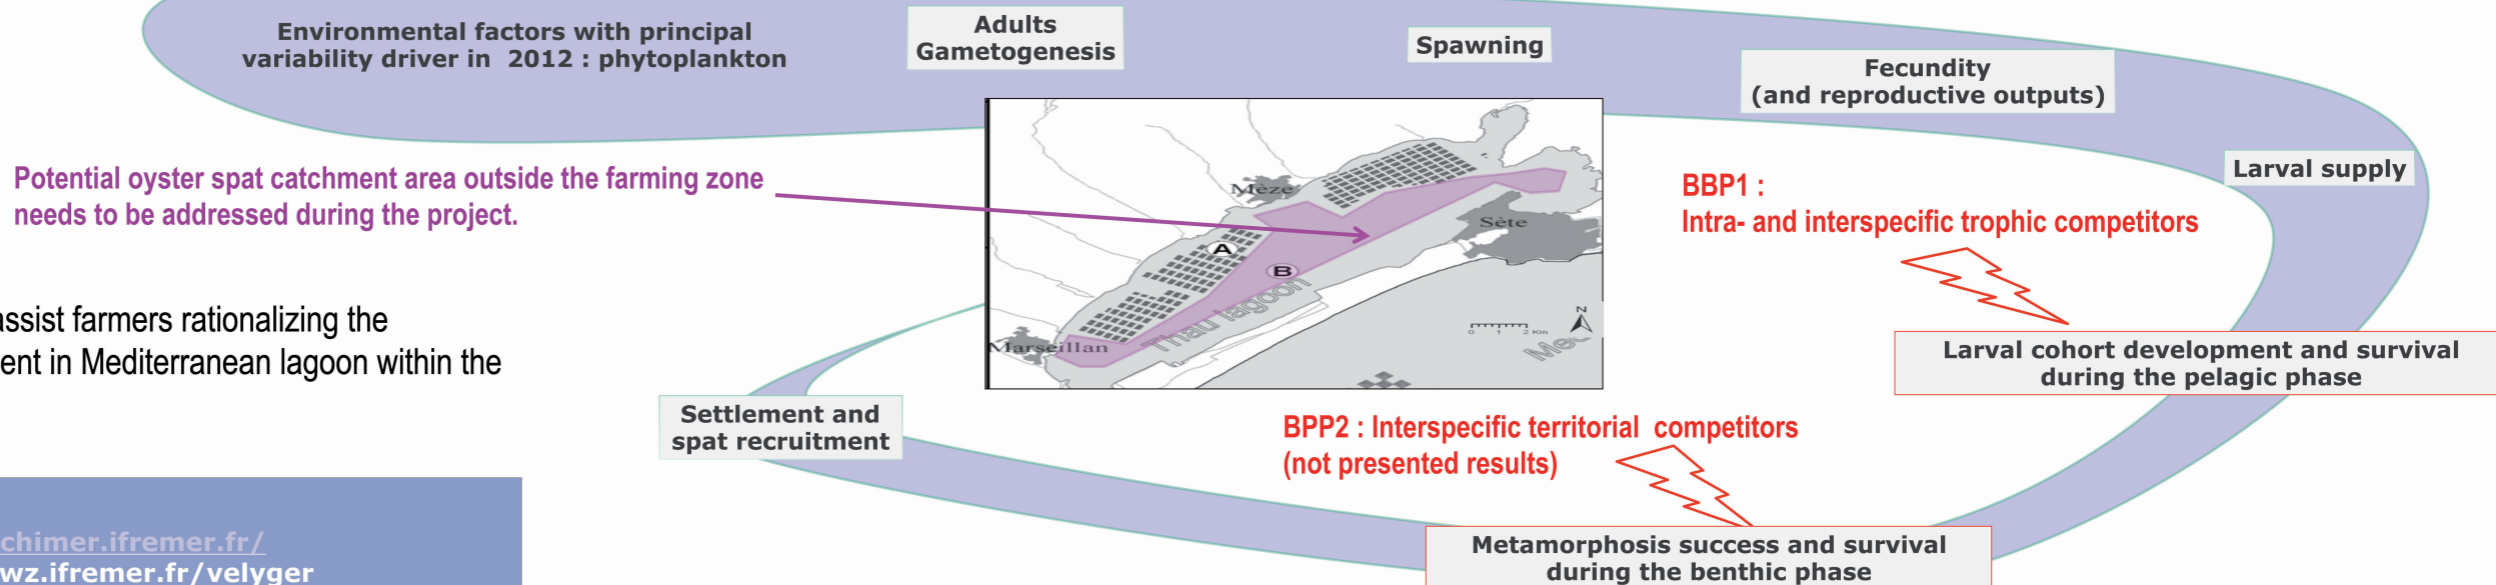 Environmental factors with principal
variability driver in 2012 : phytoplankton
Adults
Gametogenesis
Spawning
Fecundity
(and reproductive outputs)
Larval supply
Potential oyster spat catchment area outside the farming zone
needs to be addressed during the project.
Mèze
Sète
A
B
Thau lagoon
Marseillan
N
0 1 2 Km
BBP1 :
Intra- and interspecific trophic competitors
assist farmers rationalizing the
ent in Mediterranean lagoon within the
Larval cohort development and survival
during the pelagic phase
Settlement and
spat recruitment
BPP2 : Interspecific territorial competitors
(not presented results)
Metamorphosis success and survival
during the benthic phase
chimer.ifremer.fr/
wz.ifremer.fr/velyger